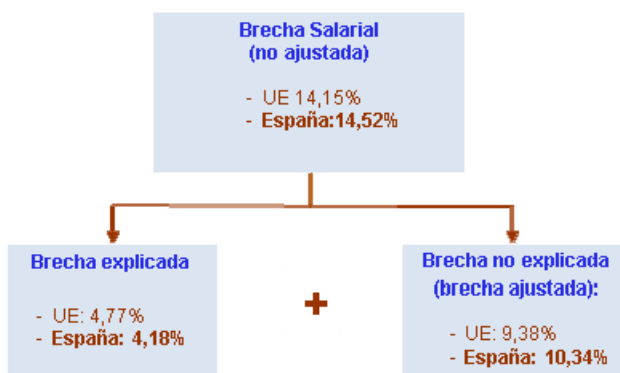 Brecha Salarial
(no ajustada)
- UE 14,15%
- España:14,52%
Brecha explicada
- UE: 4,77%
- España: 4,18%
+
Brecha no explicada
(brecha ajustada):
- UE: 9,38%
- España: 10,34%